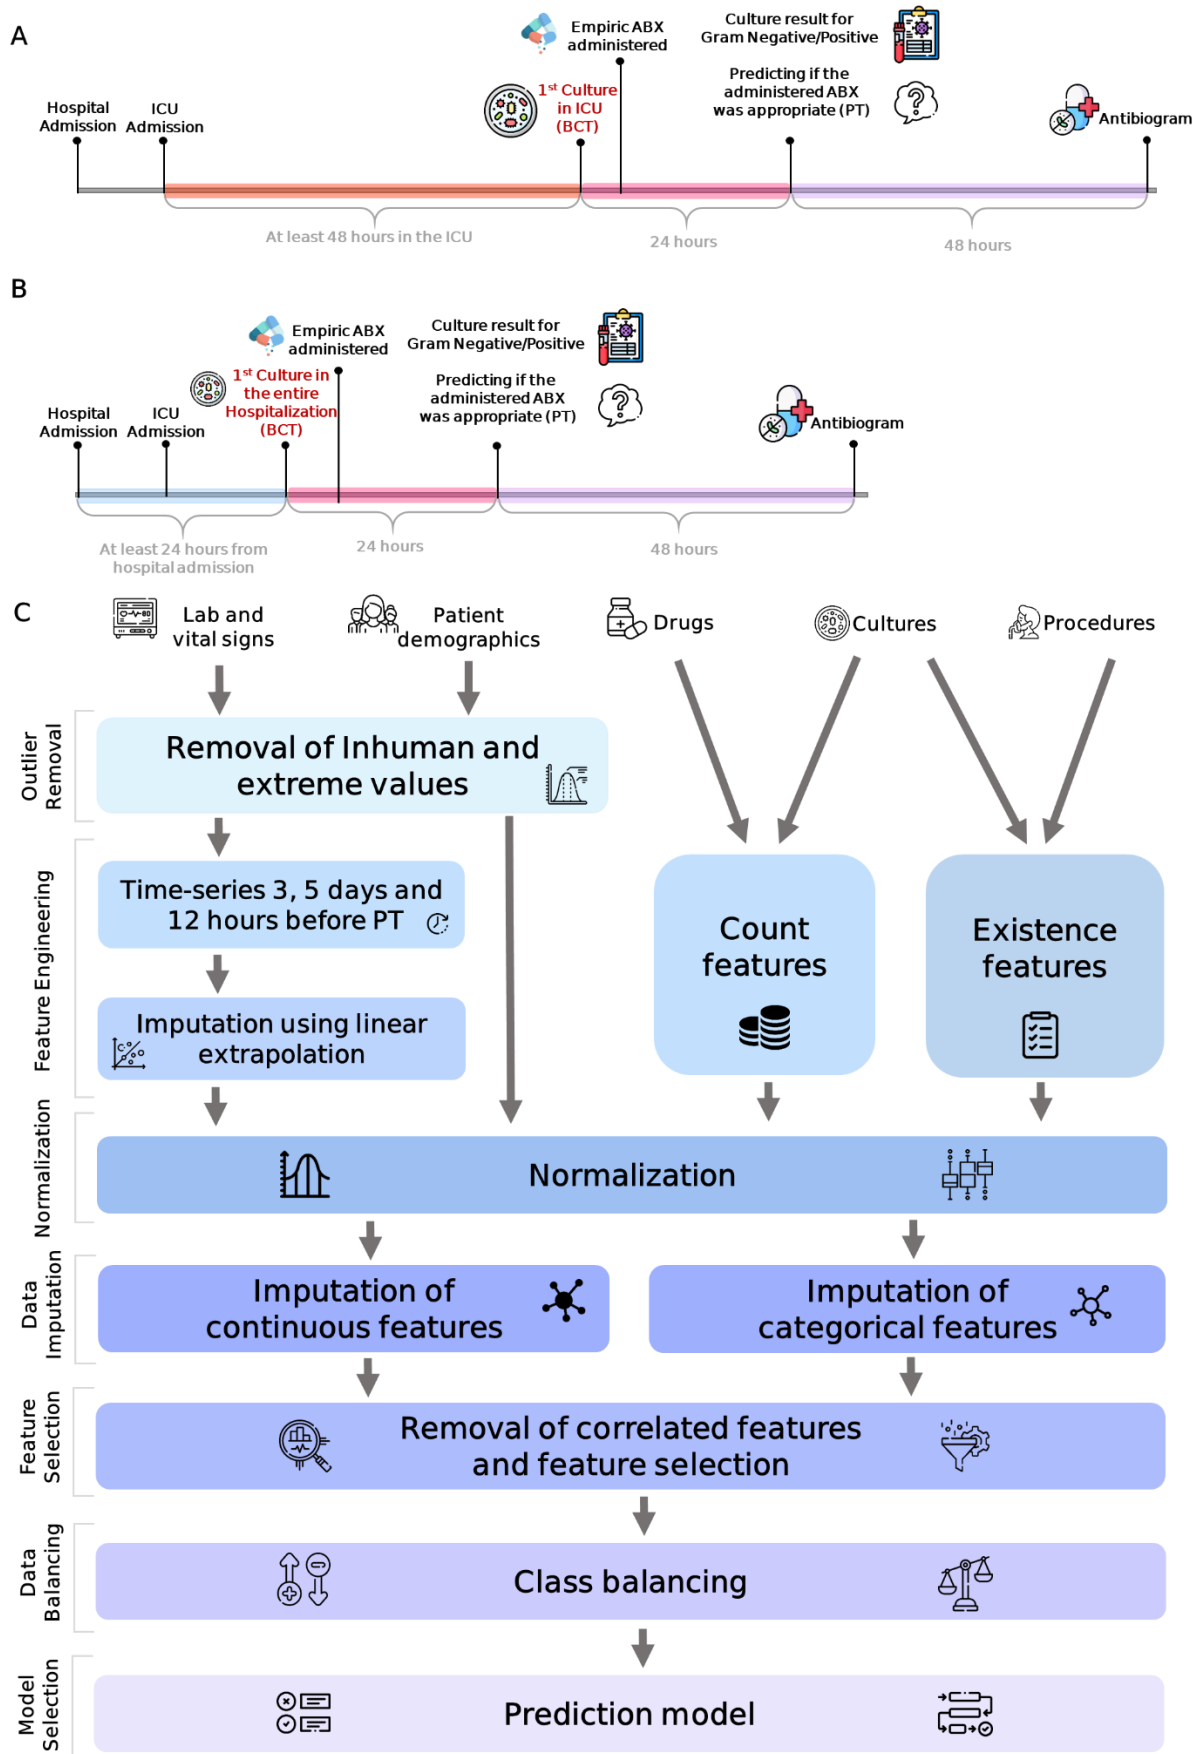 A
Hospital
Admission
ICU
Admission
1st Culture
in ICU
(BCT)
Empiric ABX
administered
Culture result for
Gram Negative/Positive
Predicting if the
administered ABX
was appropriate (PT)
Antibiogram
At least 48 hours in the ICU
24 hours
48 hours
B
Hospital
Admission
ICU
Admission
1st Culture in
the entire
Hospitalization
(BCT)
Empiric ABX
administered
Culture result for
Gram Negative/Positive
Predicting if the
administered ABX
was appropriate (PT)
Antibiogram
At least 24 hours from
hospital admission
24 hours
48 hours
C
Lab and
vital signs
Patient
demographics
Drugs
Cultures
Procedures
Outlier
Removal
Removal of Inhuman and
extreme values
Feature Engineering
Time-series 3, 5 days and
12 hours before PT
Imputation using linear
extrapolation
Count
features
Existence
features
Normalization
Normalization
Data
Imputation
Imputation of
continuous features
Imputation of
categorical features
Feature
Selection
Removal of correlated features
and feature selection
Data
Balancing
Class balancing
Model
Selection
Prediction model